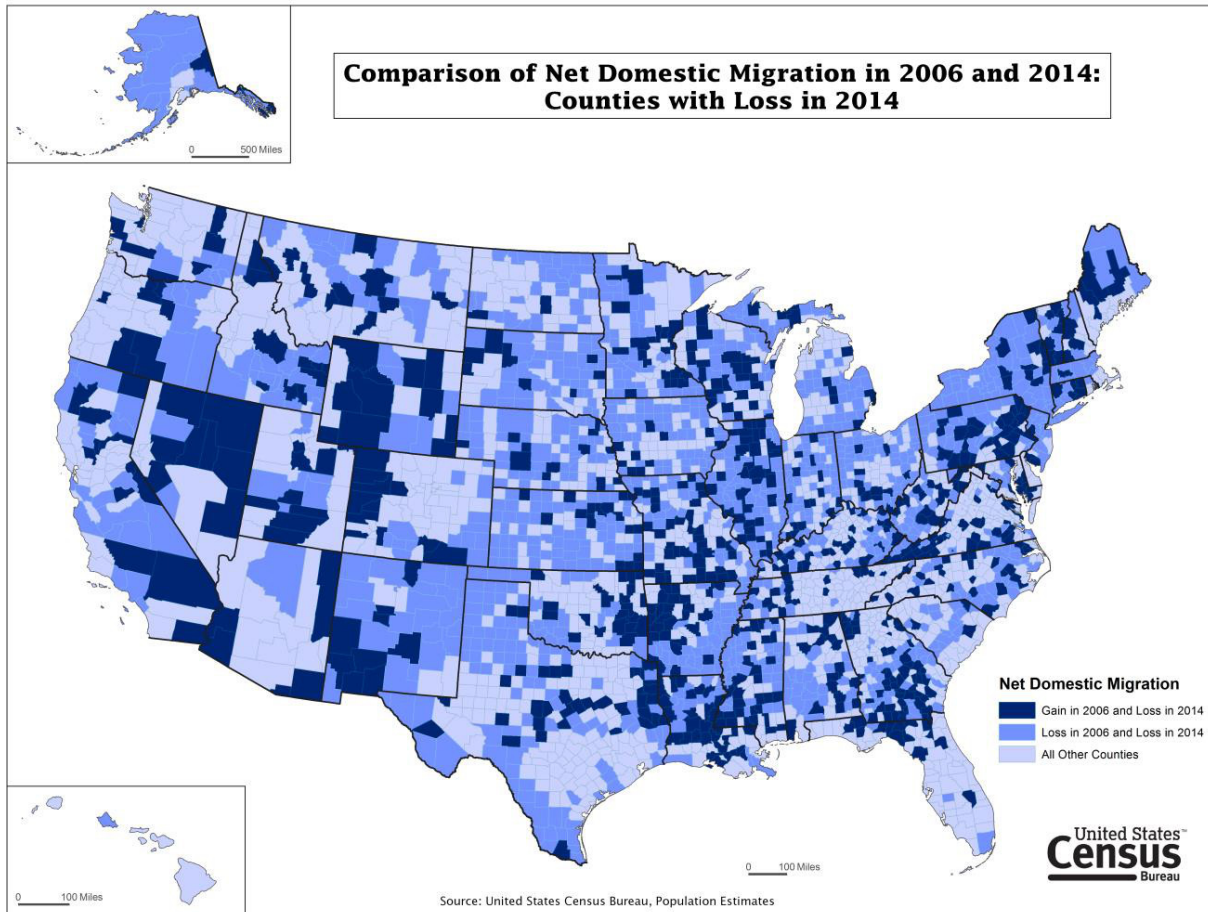 Comparison of Net Domestic Migration in 2006 and 2014:
Counties with Loss in 2014
0 500 Miles
Net Domestic Migration
Gain in 2006 and Loss in 2014
Loss in 2006 and Loss in 2014
All Other Counties
0 100 Miles
0 100 Miles
United States™
Census
Bureau
Source: United States Census Bureau, Population Estimates